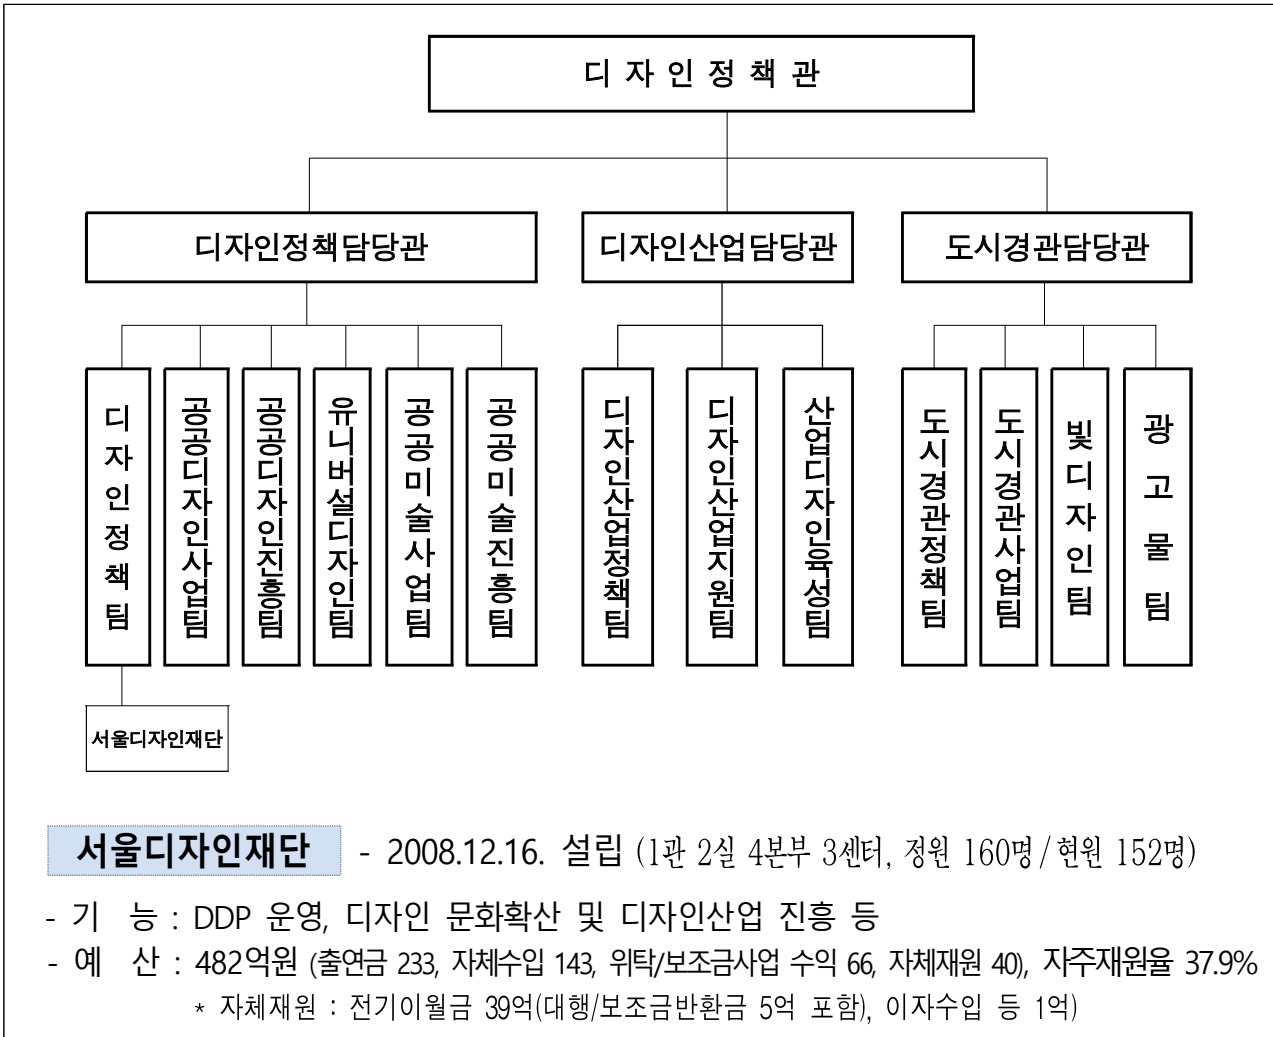 디 자 인 정 책 관
디자인정책담당관
디자인산업담당관
도시경관담당관
디자인정책팀
공공디자인사업팀
공공디자인진흥팀
유니버설디자인팀
공공미술사업팀
공공미술진흥팀
디자인산업정책팀
디자인산업지원팀
산업디자인육성팀
도시경관정책팀
도시경관사업팀
빛디자인팀
광고물팀
서울디자인재단
서울디자인재단 - 2008.12.16. 설립 (1관 2실 4본부 3센터, 정원 160명/현원 152명)
- 기 능 : DDP 운영, 디자인 문화확산 및 디자인산업 진흥 등
- 예 산 : 482억원 (출연금 233, 자체수입 143, 위탁/보조금사업 수익 66, 자체재원 40), 자주재원율 37.9%
* 자체재원 : 전기이월금 39억(대행/보조금반환금 5억 포함), 이자수입 등 1억)